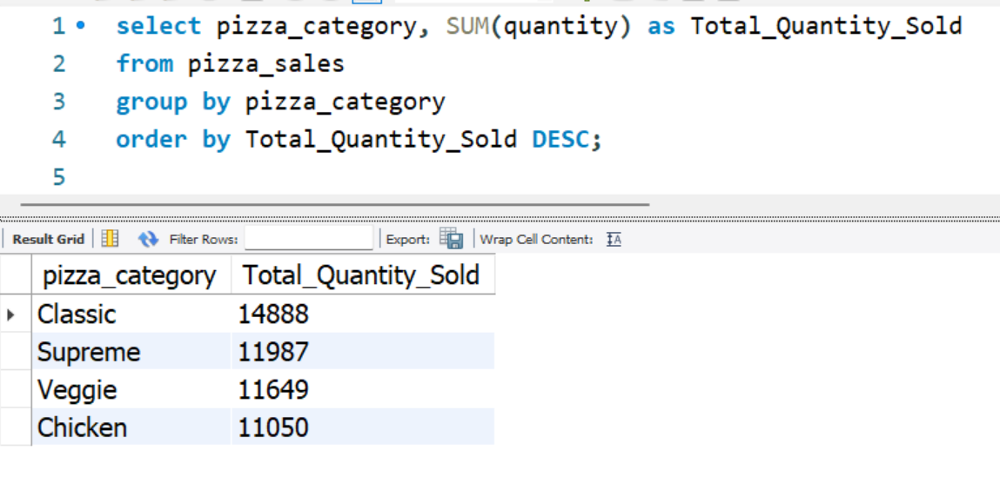 1 select pizza_category, SUM(quantity) as Total_Quantity_Sold
2 from pizza_sales
3 group by pizza_category
4 order by Total_Quantity_Sold DESC;
5
Result Grid Filter Rows: Export: Wrap Cell Content: IA
pizza_category Total_Quantity_Sold
Classic 14888
Supreme 11987
Veggie 11649
Chicken 11050